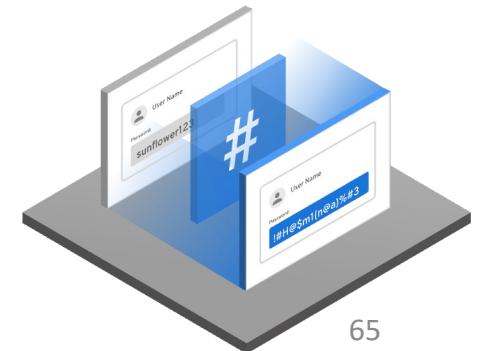 User Name
Password:
sunflower123
#
User Name
Password:
!#H@$m1(n@a)%#3
65